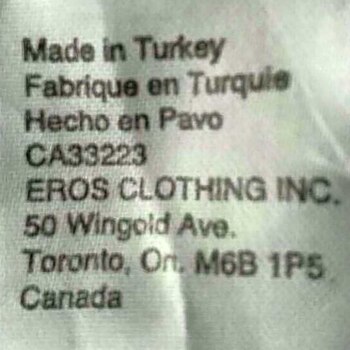 Made in Turkey
Fabrique en Turquie
Hecho en Pavo
CA33223
EROS CLOTHING INC.
50 Wingold Ave.
Toronto, On. M6B 1P5
Canada